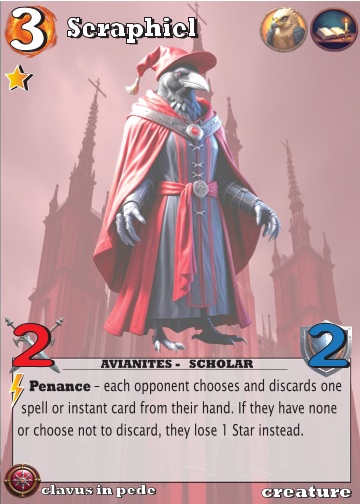 3 Seraphiel
2 2
AVIANITES - SCHOLAR
Penance - each opponent chooses and discards one
spell or instant card from their hand. If they have none
or choose not to discard, they lose 1 Star instead.
clavus in pede creature